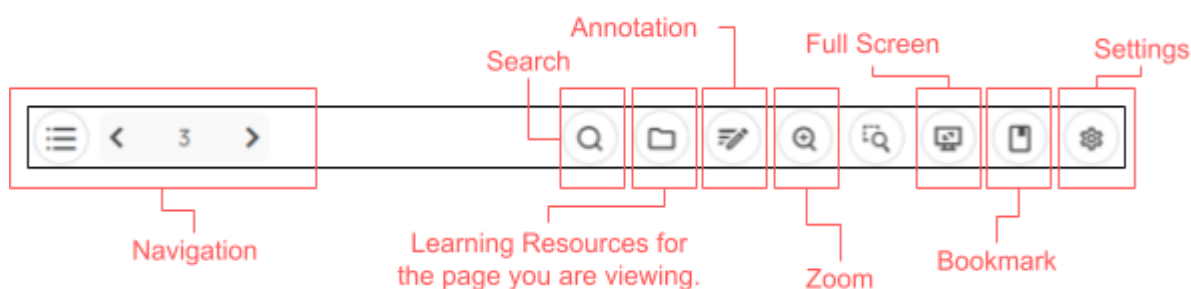 Annotation
Full Screen
Settings
Search
3
Navigation
Learning Resources for
the page you are viewing.
Zoom
Bookmark